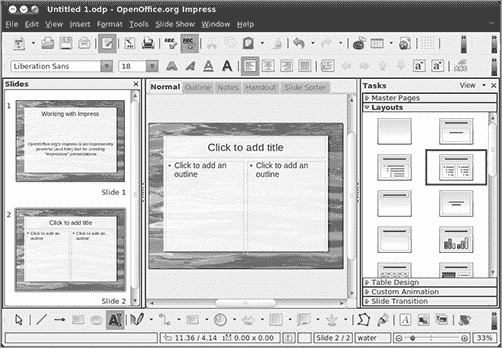 Untitled 1.odp - OpenOffice.org Impress
File Edit View Insert Format Tools Slide Show Window Help
Liberation Sans 18
Slides
1
Working with Impress
OpenOffice.org's Impress is an impressively
powerful (and free) tool for creating
"impressive" presentations
Slide 1
2
Click to add title
• Click to add an outline
• Click to add an outline
Slide 2
Normal Outline Notes Handout Slide Sorter
Click to add title
• Click to add an
outline
• Click to add an
outline
Tasks View
Master Pages
Layouts
Table Design
Custom Animation
Slide Transition
11.36 / 4.14 0.00 x 0.00 Slide 2 / 2 water 33%